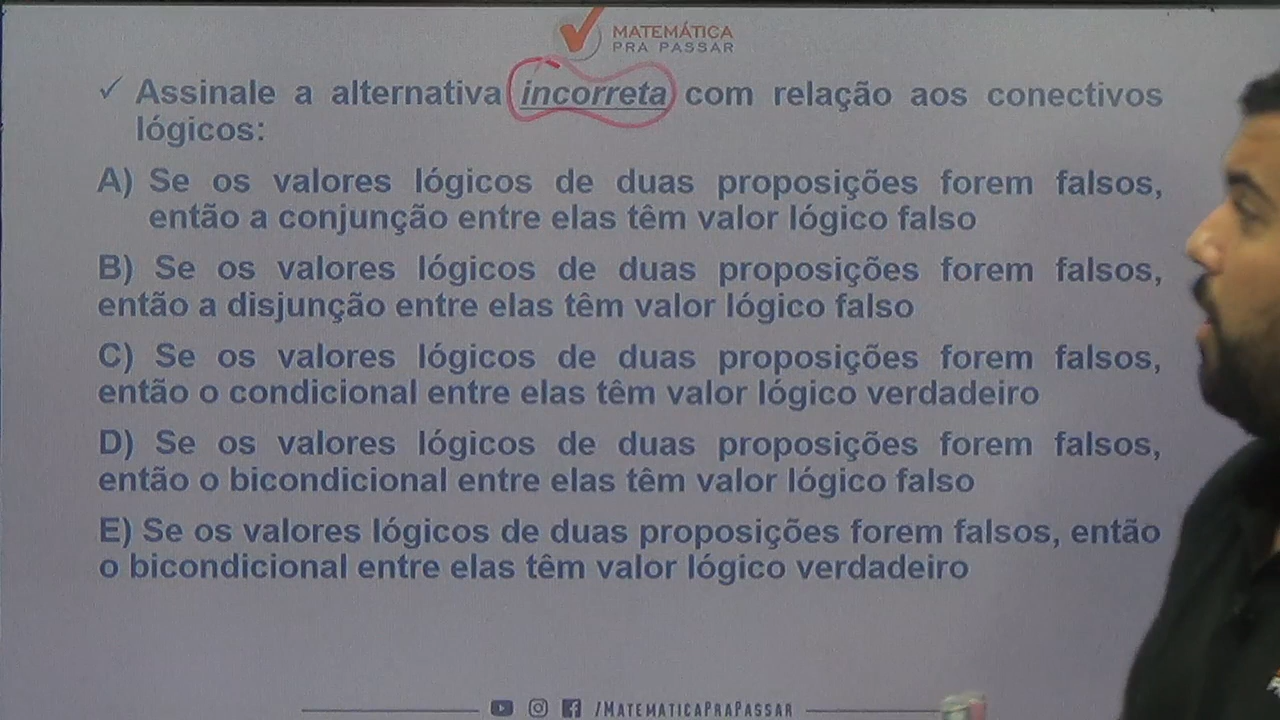 MATEMÁTICA
PRA PASSAR
✓ Assinale a alternativa incorreta com relação aos conectivos
lógicos:
A) Se os valores lógicos de duas proposições forem falsos,
então a conjunção entre elas têm valor lógico falso
B) Se os valores lógicos de duas proposições forem falsos,
então a disjunção entre elas têm valor lógico falso
C) Se os valores lógicos de duas proposições forem falsos,
então o condicional entre elas têm valor lógico verdadeiro
D) Se os valores lógicos de duas proposições forem falsos,
então o bicondicional entre elas têm valor lógico falso
E) Se os valores lógicos de duas proposições forem falsos, então
o bicondicional entre elas têm valor lógico verdadeiro
/MATEMATICAPRAPASSAR